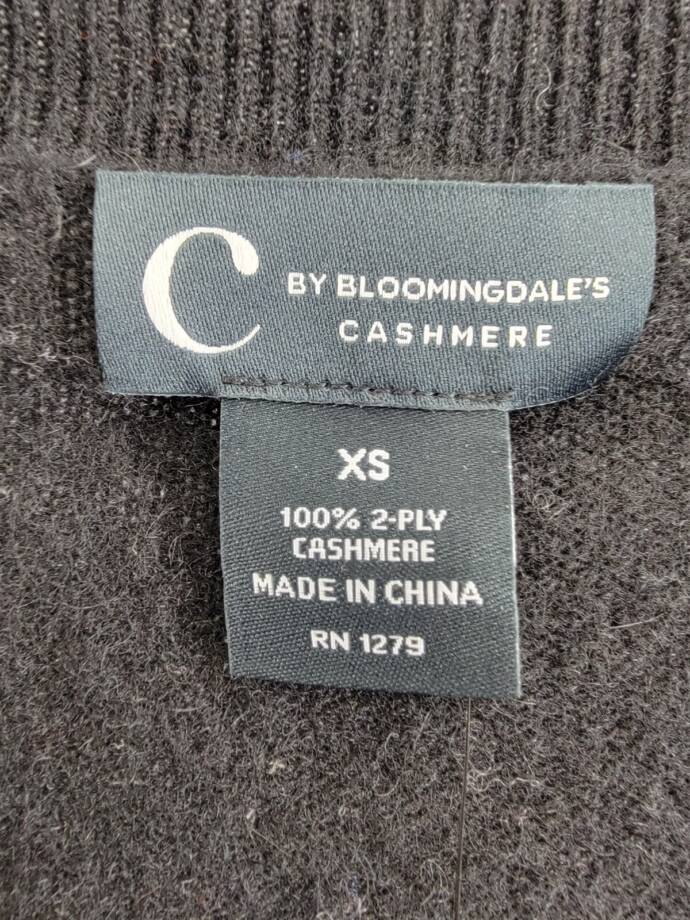 C BY BLOOMINGDALE'S
CASHMERE
XS
100% 2-PLY
CASHMERE
MADE IN CHINA
RN 1279